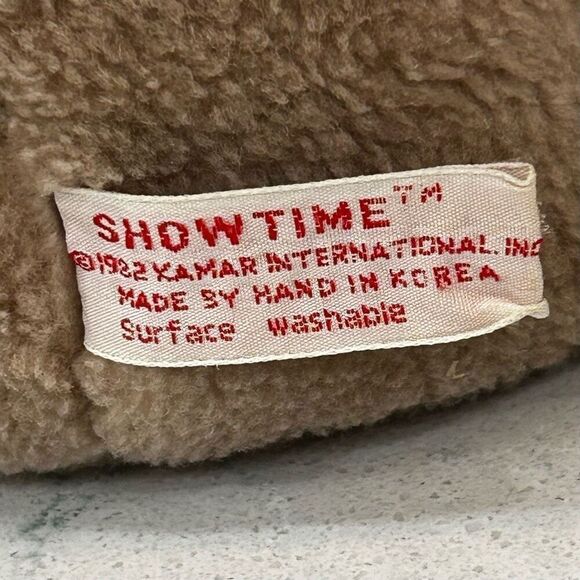 SHOWTIME™
©1982 KAMAR INTERNATIONAL. INC
MADE BY HAND IN KOREA
Surface washable